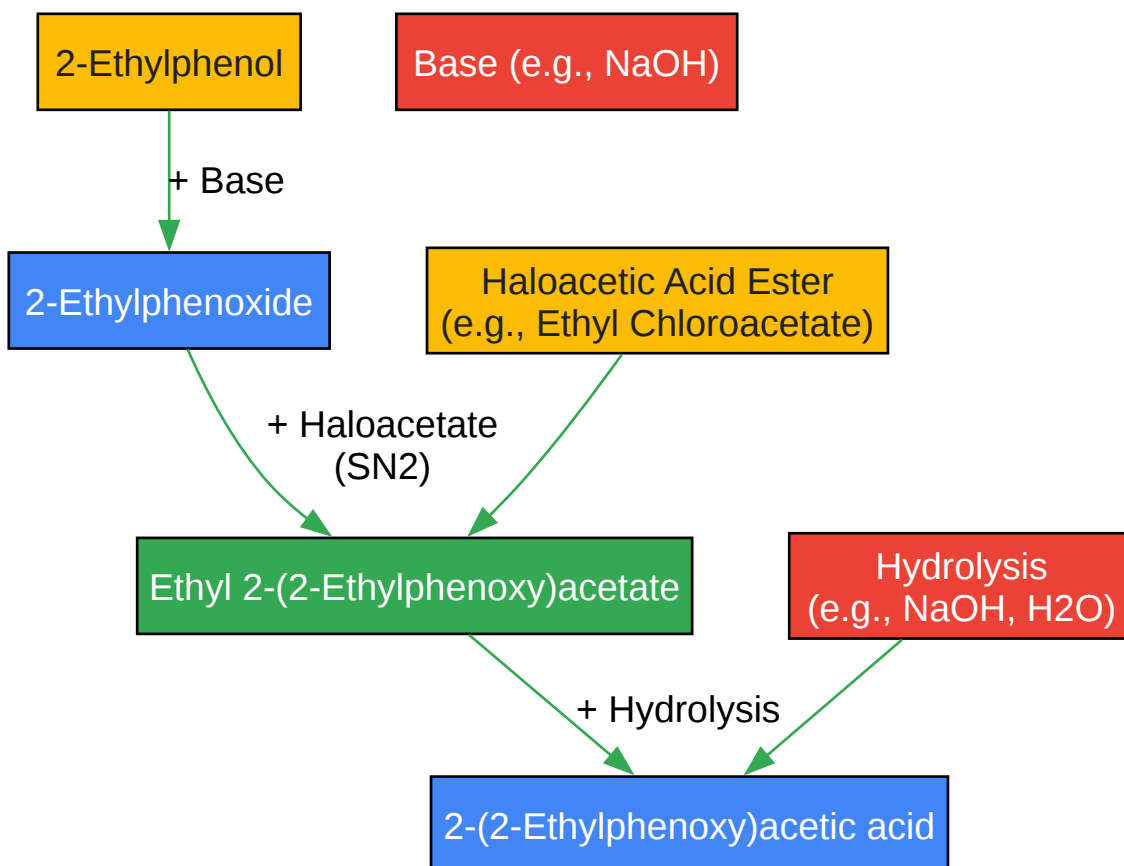 2-Ethylphenol
Base (e.g., NaOH)
+ Base
2-Ethylphenoxide
Haloacetic Acid Ester
(e.g., Ethyl Chloroacetate)
+ Haloacetate
(SN2)
Ethyl 2-(2-Ethylphenoxy)acetate
Hydrolysis
(e.g., NaOH, H2O)
+ Hydrolysis
2-(2-Ethylphenoxy)acetic acid